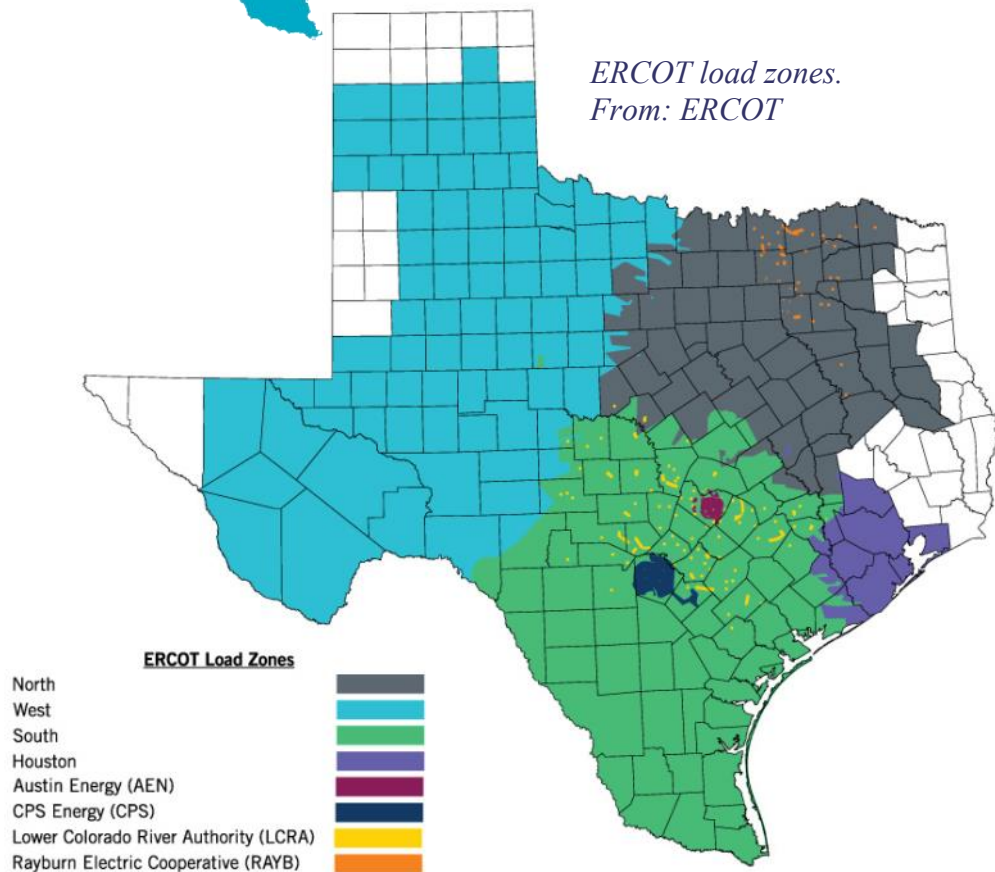 ERCOT load zones.
From: ERCOT
ERCOT Load Zones
North
West
South
Houston
Austin Energy (AEN)
CPS Energy (CPS)
Lower Colorado River Authority (LCRA)
Rayburn Electric Cooperative (RAYB)